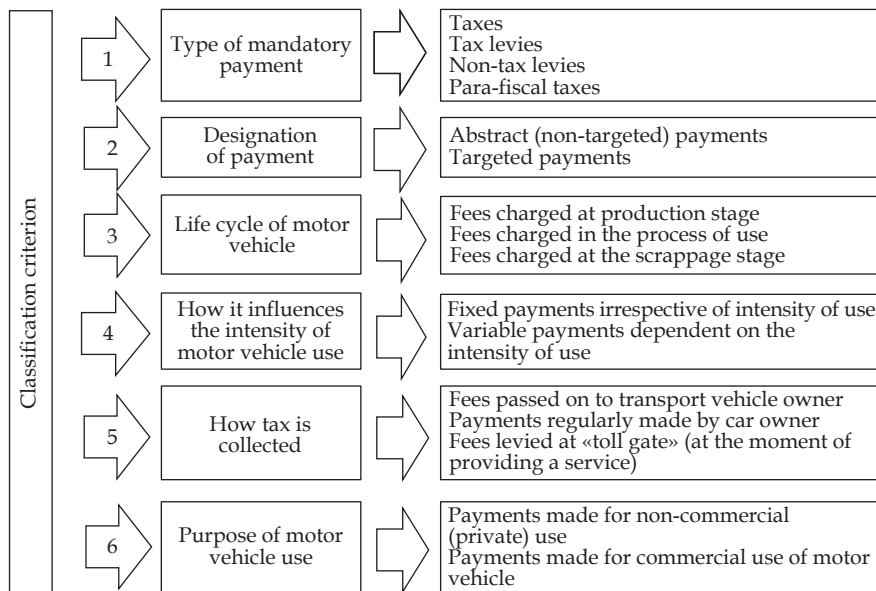 Classification criterion
1
Type of mandatory
payment
Taxes
Tax levies
Non-tax levies
Para-fiscal taxes
2
Designation
of payment
Abstract (non-targeted) payments
Targeted payments
3
Life cycle of motor
vehicle
Fees charged at production stage
Fees charged in the process of use
Fees charged at the scrappage stage
4
How it influences
the intensity of
motor vehicle use
Fixed payments irrespective of intensity of use
Variable payments dependent on the
intensity of use
5
How tax is
collected
Fees passed on to transport vehicle owner
Payments regularly made by car owner
Fees levied at «toll gate» (at the moment of
providing a service)
6
Purpose of motor
vehicle use
Payments made for non-commercial
(private) use
Payments made for commercial use of motor
vehicle